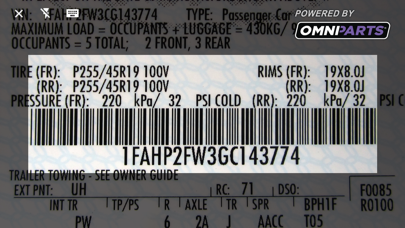 POWERED BY
OMNIPARTS
1FAHP2FW3CG143774 TYPE: Passenger Car
MAXIMUM LOAD = OCCUPANTS + LUGGAGE = 430KG/
OCCUPANTS = 5 TOTAL: 2 FRONT, 3 REAR
TIRE (FR): P255/45R19 100V RIMS (FR): 19X8.0J
(RR): P255/45R19 100V (RR): 19X8.0J
PRESSURE (FR): 220 kPa/ 32 PSI COLD (RR): 220 kPa/ 32 PSI C
1FAHP2FW3GC143774
TRAILER TOWING - SEE OWNER GUIDE
EXT PNT: UH RC: 71 DSO: F0085
INT TR TP/PS R AXLE TR SPR BPH1F R0100
PW 6 2A J AACC T05